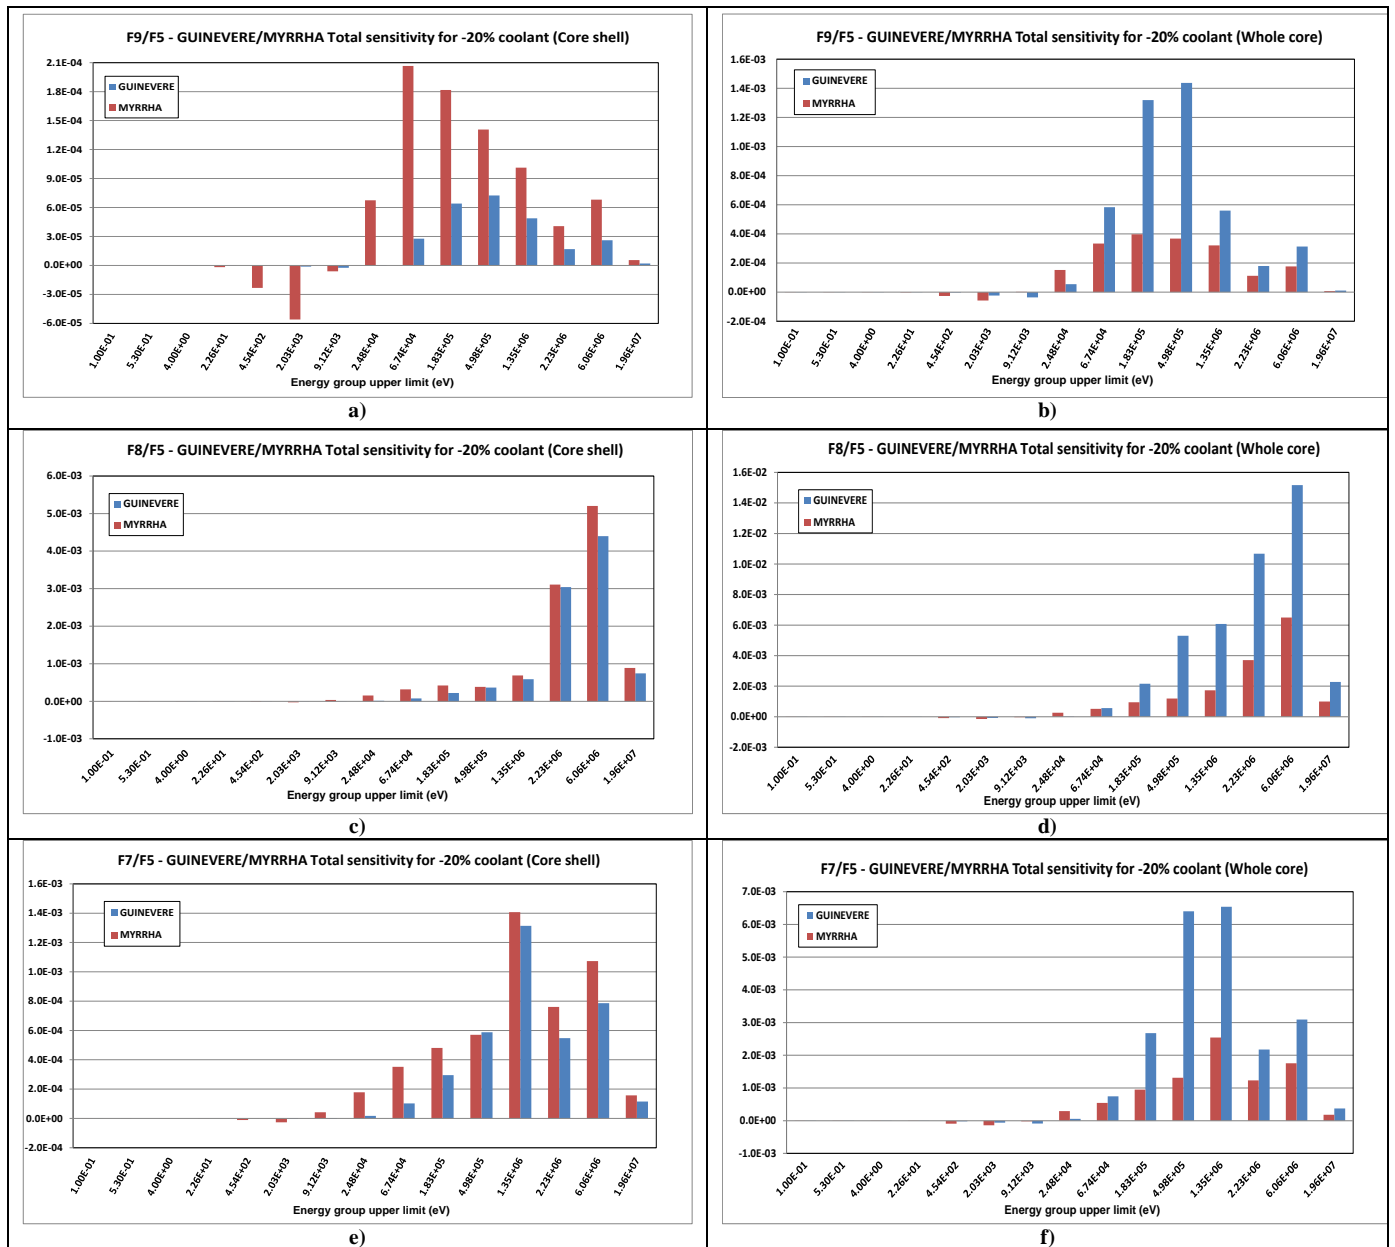 F9/F5 - GUINEVERE/MYRRHA Total sensitivity for -20% coolant (Core shell)
2.1E-04
1.8E-04
1.5E-04
1.2E-04
9.0E-05
6.0E-05
3.0E-05
0.0E+00
-3.0E-05
-6.0E-05
GUINEVERE
MYRRHA
1.00E-01 5.30E-01 4.00E+00 2.26E+01 4.54E+02 2.03E+03 9.12E+03 2.48E+04 6.74E+04 1.83E+05 4.98E+05 1.35E+06 2.23E+06 6.06E+06 1.96E+07
Energy group upper limit (eV)
a)
F9/F5 - GUINEVERE/MYRRHA Total sensitivity for -20% coolant (Whole core)
1.6E-03
1.4E-03
1.2E-03
1.0E-03
8.0E-04
6.0E-04
4.0E-04
2.0E-04
0.0E+00
-2.0E-04
GUINEVERE
MYRRHA
1.00E-01 5.30E-01 4.00E+00 2.26E+01 4.54E+02 2.03E+03 9.12E+03 2.48E+04 6.74E+04 1.83E+05 4.98E+05 1.35E+06 2.23E+06 6.06E+06 1.96E+07
Energy group upper limit (eV)
b)
F8/F5 - GUINEVERE/MYRRHA Total sensitivity for -20% coolant (Core shell)
6.0E-03
5.0E-03
4.0E-03
3.0E-03
2.0E-03
1.0E-03
0.0E+00
-1.0E-03
GUINEVERE
MYRRHA
1.00E-01 5.30E-01 4.00E+00 2.26E+01 4.54E+02 2.03E+03 9.12E+03 2.48E+04 6.74E+04 1.83E+05 4.98E+05 1.35E+06 2.23E+06 6.06E+06 1.96E+07
Energy group upper limit (eV)
c)
F8/F5 - GUINEVERE/MYRRHA Total sensitivity for -20% coolant (Whole core)
1.6E-02
1.4E-02
1.2E-02
1.0E-02
8.0E-03
6.0E-03
4.0E-03
2.0E-03
0.0E+00
-2.0E-03
GUINEVERE
MYRRHA
1.00E-01 5.30E-01 4.00E+00 2.26E+01 4.54E+02 2.03E+03 9.12E+03 2.48E+04 6.74E+04 1.83E+05 4.98E+05 1.35E+06 2.23E+06 6.06E+06 1.96E+07
Energy group upper limit (eV)
d)
F7/F5 - GUINEVERE/MYRRHA Total sensitivity for -20% coolant (Core shell)
1.6E-03
1.4E-03
1.2E-03
1.0E-03
8.0E-04
6.0E-04
4.0E-04
2.0E-04
0.0E+00
-2.0E-04
GUINEVERE
MYRRHA
1.00E-01 5.30E-01 4.00E+00 2.26E+01 4.54E+02 2.03E+03 9.12E+03 2.48E+04 6.74E+04 1.83E+05 4.98E+05 1.35E+06 2.23E+06 6.06E+06 1.96E+07
Energy group upper limit (eV)
e)
F7/F5 - GUINEVERE/MYRRHA Total sensitivity for -20% coolant (Whole core)
7.0E-03
6.0E-03
5.0E-03
4.0E-03
3.0E-03
2.0E-03
1.0E-03
0.0E+00
-1.0E-03
GUINEVERE
MYRRHA
1.00E-01 5.30E-01 4.00E+00 2.26E+01 4.54E+02 2.03E+03 9.12E+03 2.48E+04 6.74E+04 1.83E+05 4.98E+05 1.35E+06 2.23E+06 6.06E+06 1.96E+07
Energy group upper limit (eV)
f)